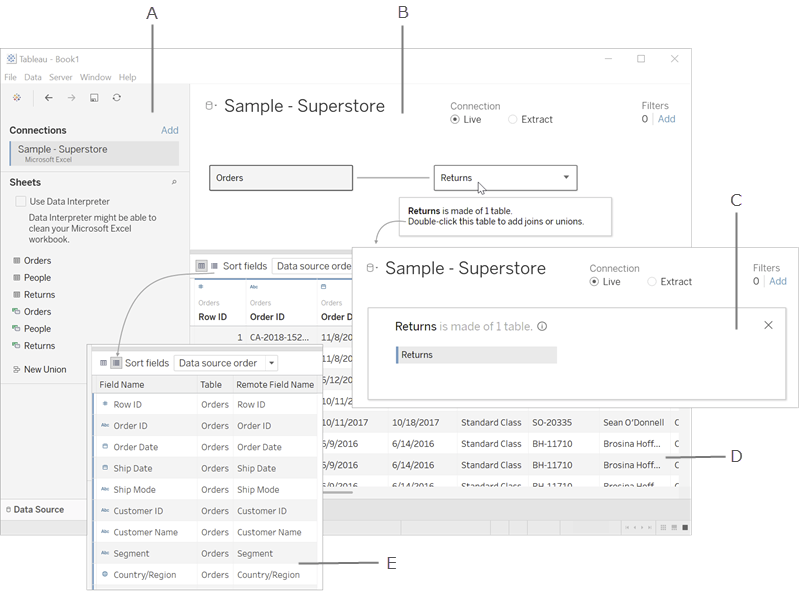 A
B
Tableau - Book1
File Data Server Window Help
Sample - Superstore
Connection
Live Extract
Filters
0 Add
Connections Add
Sample - Superstore
Microsoft Excel
Sheets
Use Data Interpreter
Data Interpreter might be able to
clean your Microsoft Excel
workbook.
Orders
People
Returns
Orders
People
Returns
New Union
Data Source
Orders
Returns
Returns is made of 1 table.
Double-click this table to add joins or unions.
C
Sample - Superstore
Connection
Live Extract
Filters
0 Add
Returns is made of 1 table.
Returns
Sort fields Data source orde
Abc
Orders Orders Orders
Row ID Order ID Order D
1 CA-2018-152... 11/8/20
11/8/20
6/12/20
10/11/2
10/11/2017 10/18/2017 Standard Class SO-20335 Sean O'Donnell C
6/9/2016 6/14/2016 Standard Class BH-11710 Brosina Hoff... C
6/9/2016 6/14/2016 Standard Class BH-11710 Brosina Hoff... C
6/9/2016 6/14/2016 Standard Class BH-11710 Brosina Hoff... C
D
Sort fields Data source order
Field Name Table Remote Field Name
Row ID Orders Row ID
Abc Order ID Orders Order ID
Order Date Orders Order Date
Ship Date Orders Ship Date
Abc Ship Mode Orders Ship Mode
Abc Customer ID Orders Customer ID
Abc Customer Name Orders Customer Name
Abc Segment Orders Segment
Country/Region Orders Country/Region
E